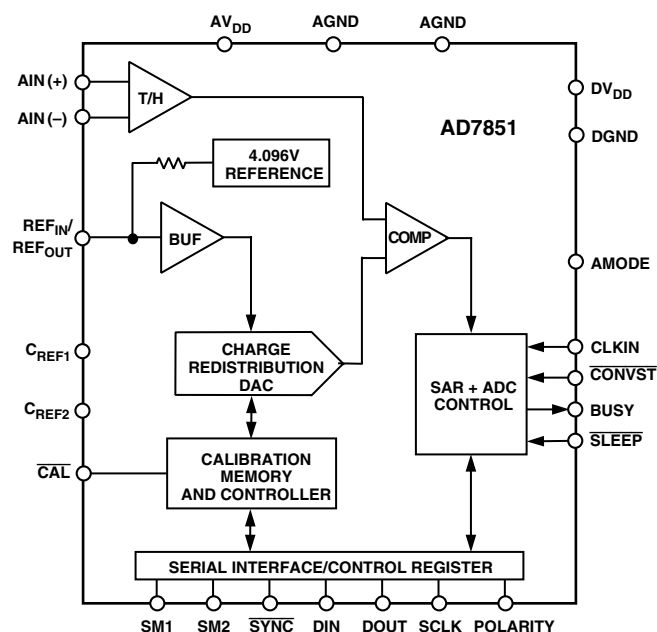 AVDD AGND AGND
AIN (+)
T/H
AIN (–)
AD7851
DVDD
DGND
4.096V
REFERENCE
REFIN/
REFOUT
BUF
COMP
AMODE
CREF1
CHARGE
REDISTRIBUTION
DAC
SAR + ADC
CONTROL
CLKIN
CONVST
BUSY
SLEEP
CREF2
CAL
CALIBRATION
MEMORY
AND CONTROLLER
SERIAL INTERFACE/CONTROL REGISTER
SM1 SM2 SYNC DIN DOUT SCLK POLARITY